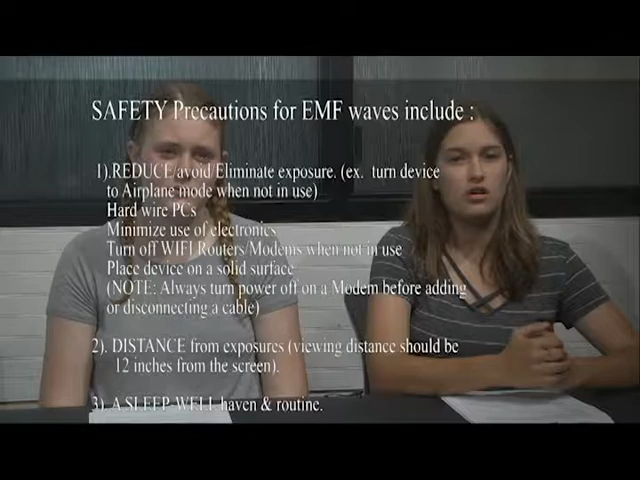 SAFETY Precautions for EMF waves include :
1).REDUCE/avoid Eliminate exposure. (ex. turn device
to Airplane mode when not in use)
Hard wire PCs
Minimize use of electronics
Turn off WIFI Routers/Modems when not in use
Place device on a solid surface
(NOTE: Always turn power off on a Modem before adding
or disconnecting a cable)
2). DISTANCE from exposures (viewing distance should be
12 inches from the screen).
3). A SLEEP WELL haven & routine.